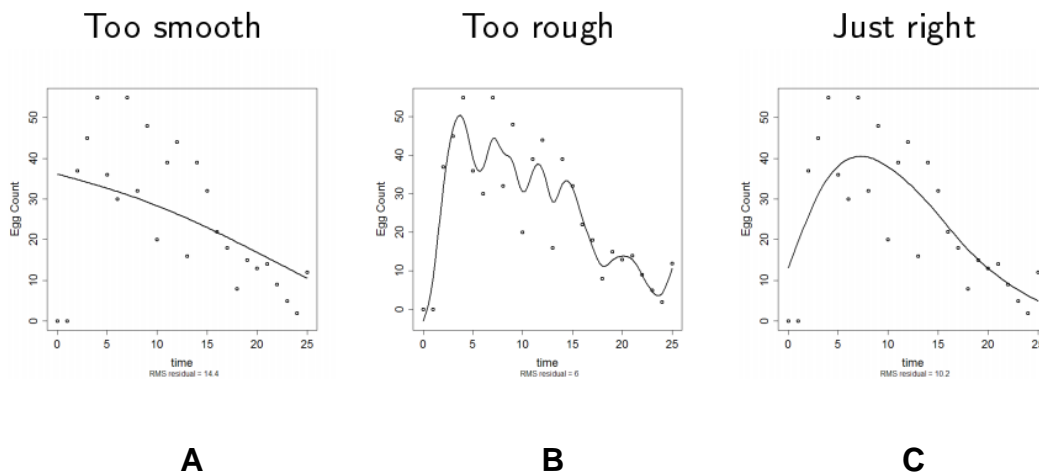 Too smooth
Too rough
Just right
Egg Count
50
40
30
20
10
0
0 5 10 15 20 25
time
RMS residual = 14.4
Egg Count
50
40
30
20
10
0
0 5 10 15 20 25
time
RMS residual = 6
Egg Count
50
40
30
20
10
0
0 5 10 15 20 25
time
RMS residual = 10.2
A
B
C